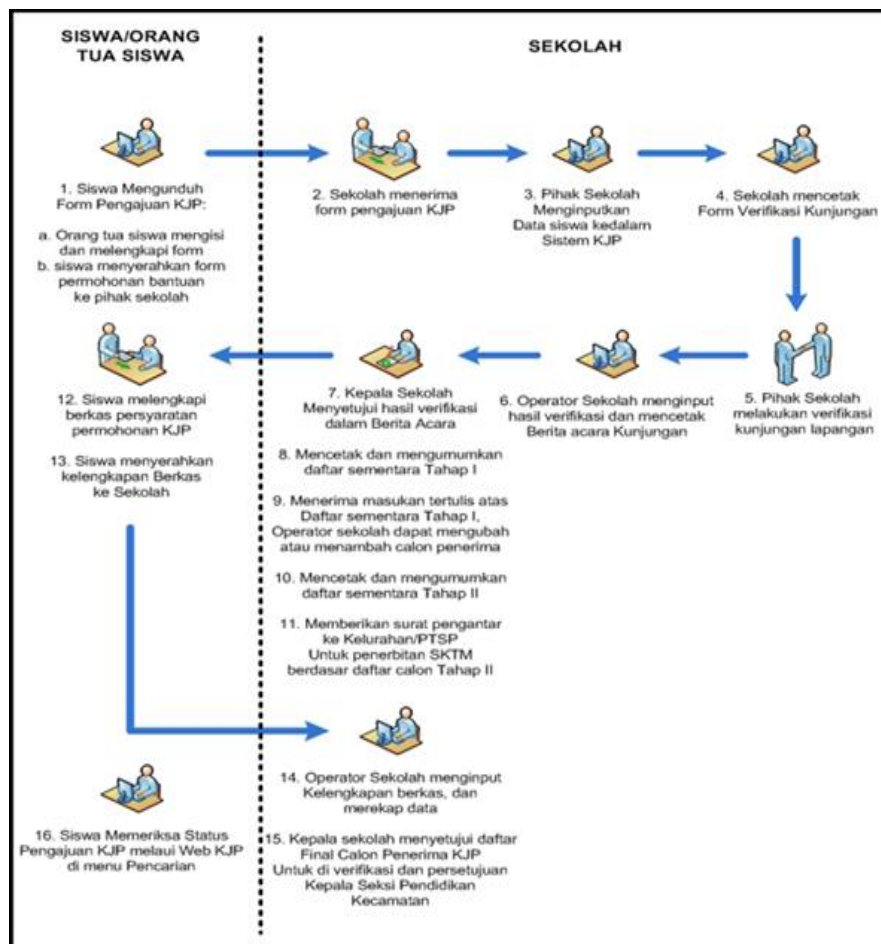 SISWA/ORANG
TUA SISWA
SEKOLAH
1. Siswa Mengunduh
Form Pengajuan KJP:
a. Orang tua siswa mengisi
dan melengkapi form
b. siswa menyerahkan form
permohonan bantuan
ke pihak sekolah
2. Sekolah menerima
form pengajuan KJP
3. Pihak Sekolah
Menginputkan
Data siswa kedalam
Sistem KJP
4. Sekolah mencetak
Form Verifikasi Kunjungan
5. Pihak Sekolah
melakukan verifikasi
kunjungan lapangan
6. Operator Sekolah menginput
hasil verifikasi dan mencetak
Berita acara Kunjungan
7. Kepala Sekolah
Menyetujui hasil verifikasi
dalam Berita Acara
8. Mencetak dan mengumumkan
daftar sementara Tahap I
9. Menerima masukan tertulis atas
Daftar sementara Tahap I,
Operator sekolah dapat mengubah
atau menambah calon penerima
10. Mencetak dan mengumumkan
daftar sementara Tahap II
11. Memberikan surat pengantar
ke Kelurahan/PTSP
Untuk penerbitan SKTM
berdasar daftar calon Tahap II
12. Siswa melengkapi
berkas persyaratan
permohonan KJP
13. Siswa menyerahkan
kelengkapan Berkas
ke Sekolah
14. Operator Sekolah menginput
Kelengkapan berkas, dan
merekap data
15. Kepala sekolah menyetujui daftar
Final Calon Penerima KJP
Untuk di verifikasi dan persetujuan
Kepala Seksi Pendidikan
Kecamatan
16. Siswa Memeriksa Status
Pengajuan KJP melaui Web KJP
di menu Pencarian